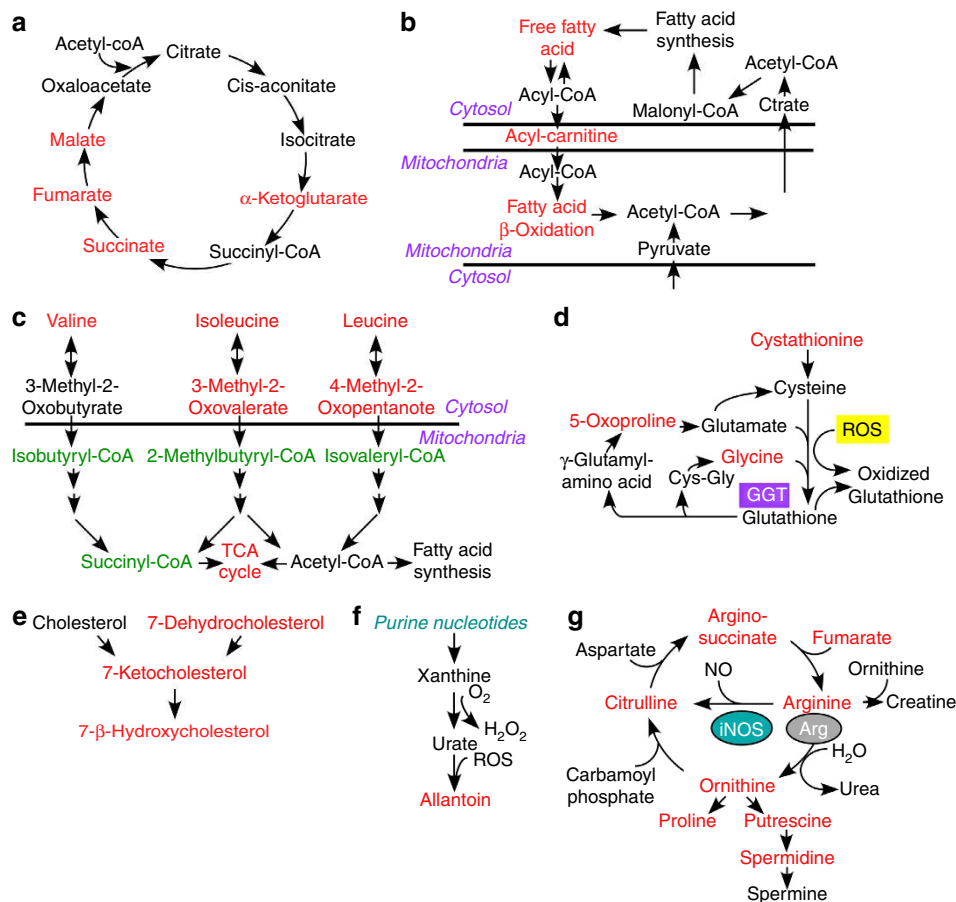 a
Acetyl-coA
Citrate
Oxaloacetate
Cis-aconitate
Isocitrate
Malate
Fumarate
α-Ketoglutarate
Succinate
Succinyl-CoA
b
Free fatty
acid
Fatty acid
synthesis
Acetyl-CoA
Acyl-CoA
Malonyl-CoA
Ctrate
Cytosol
Acyl-carnitine
Mitochondria
Acyl-CoA
Fatty acid
β-Oxidation
Acetyl-CoA
Pyruvate
Mitochondria
Cytosol
c
Valine
Isoleucine
Leucine
3-Methyl-2-
Oxobutyrate
3-Methyl-2-
Oxovalerate
4-Methyl-2-
Oxopentanote
Cytosol
Mitochondria
Isobutyryl-CoA
2-Methylbutyryl-CoA
Isovaleryl-CoA
Succinyl-CoA
TCA
cycle
Acetyl-CoA
Fatty acid
synthesis
d
Cystathionine
Cysteine
5-Oxoproline
Glutamate
ROS
γ-Glutamyl-
amino acid
Cys-Gly
Glycine
Oxidized
Glutathione
GGT
Glutathione
e
Cholesterol
7-Dehydrocholesterol
7-Ketocholesterol
7-β-Hydroxycholesterol
f
Purine nucleotides
Xanthine
O2
H2O2
Urate
ROS
Allantoin
g
Argino-
succinate
Fumarate
Aspartate
Ornithine
NO
Citrulline
Arginine
Creatine
iNOS
Arg
H2O
Carbamoyl
phosphate
Ornithine
Urea
Proline
Putrescine
Spermidine
Spermine